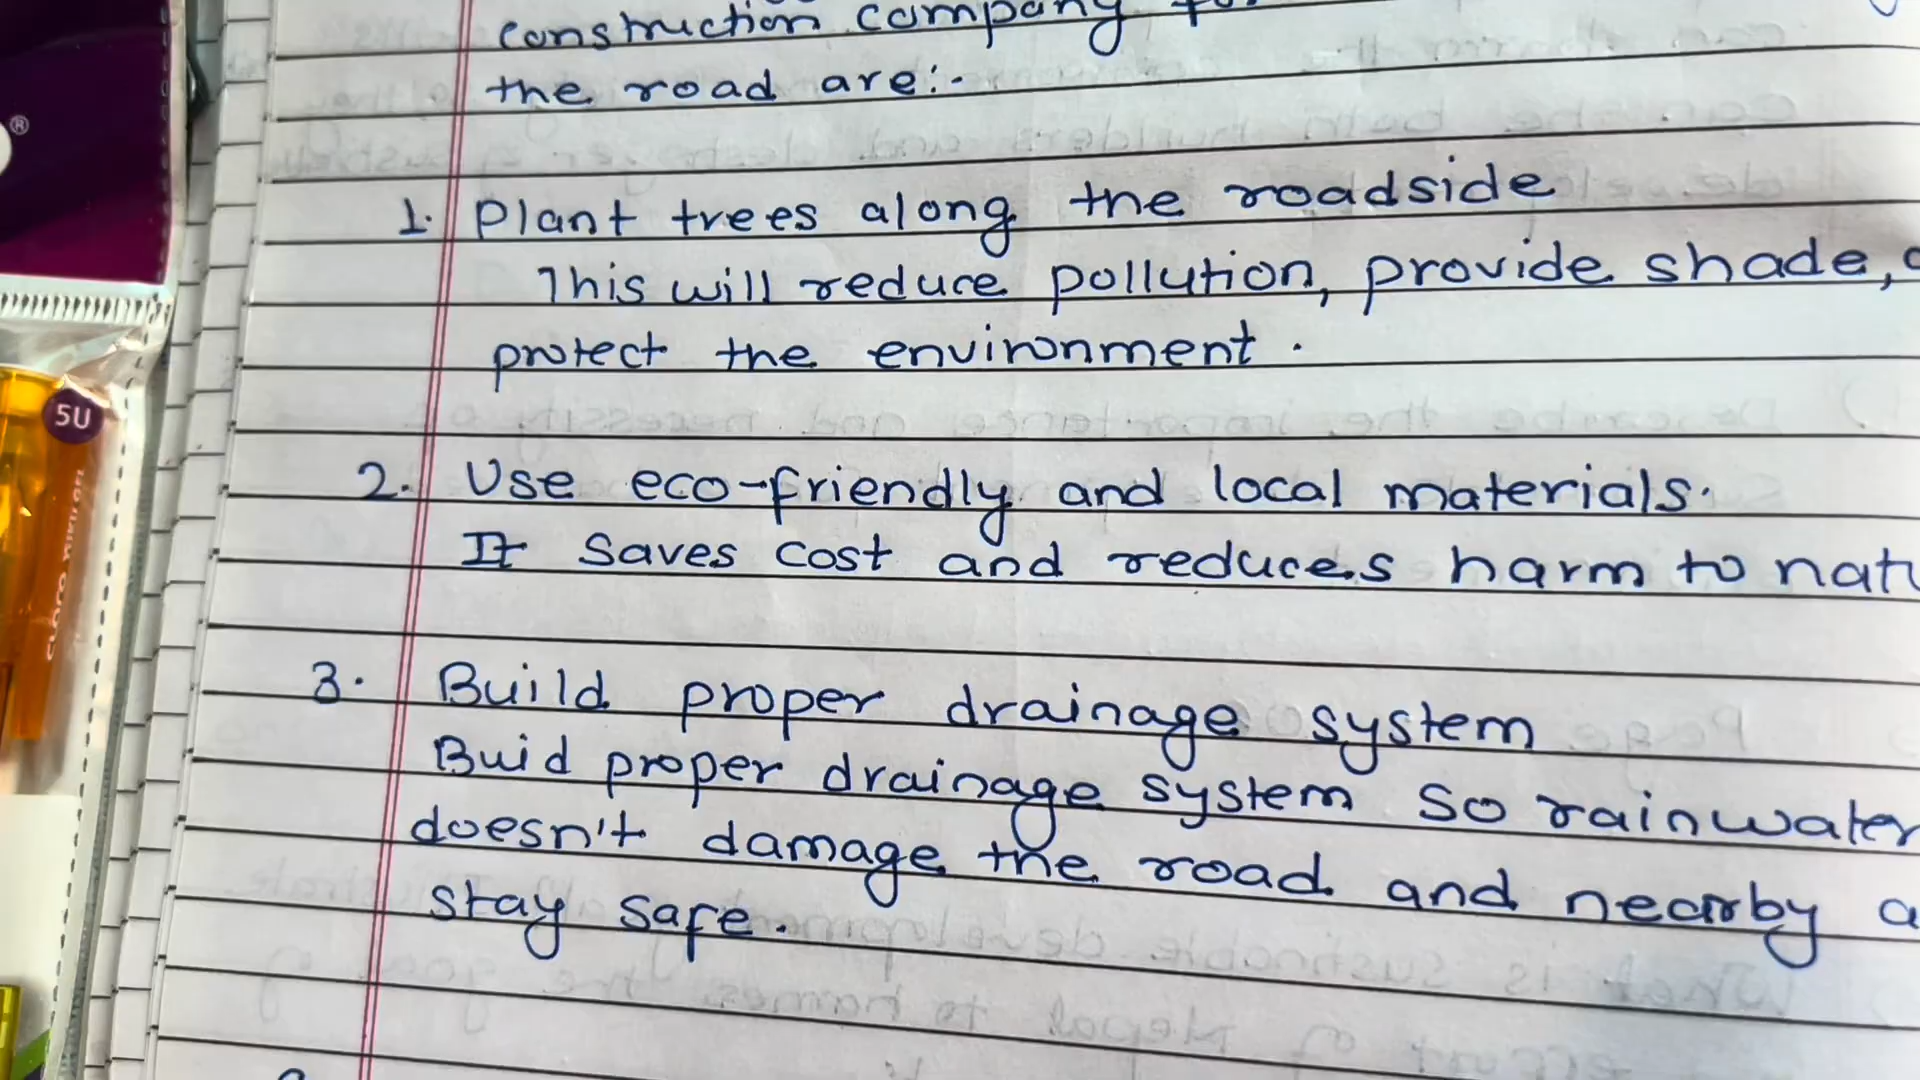 construction company
the road are:-
1. Plant trees along the roadside
This will reduce pollution, provide shade,
protect the environment.
2. Use eco-friendly and local materials.
It saves cost and reduces harm to
3. Build proper drainage system
Buid proper drainage system so rainwater
doesn't damage the road and nearby
stay safe.
®
5U